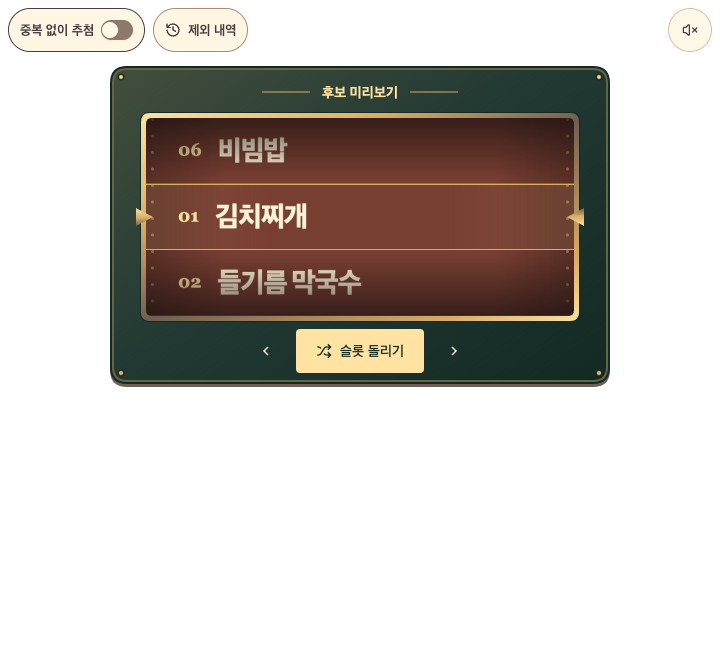 중복 없이 추첨
제외 내역
후보 미리보기
06 비빔밥
01 김치찌개
02 들기름 막국수
슬롯 돌리기